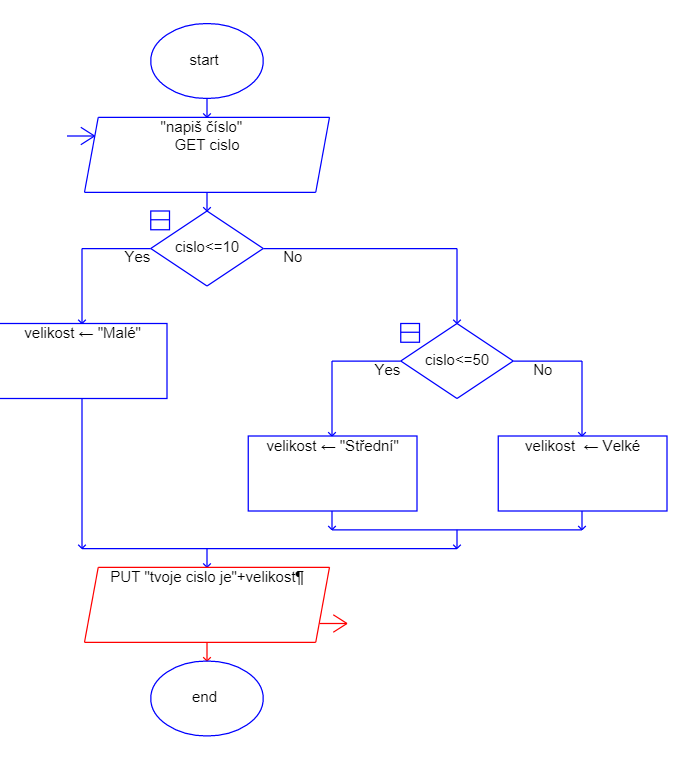 start
"napiš číslo"
GET cislo
cislo<=10
Yes
No
velikost ← "Malé"
cislo<=50
Yes
No
velikost ← "Střední"
velikost ← Velké
PUT "tvoje cislo je"+velikost¶
end